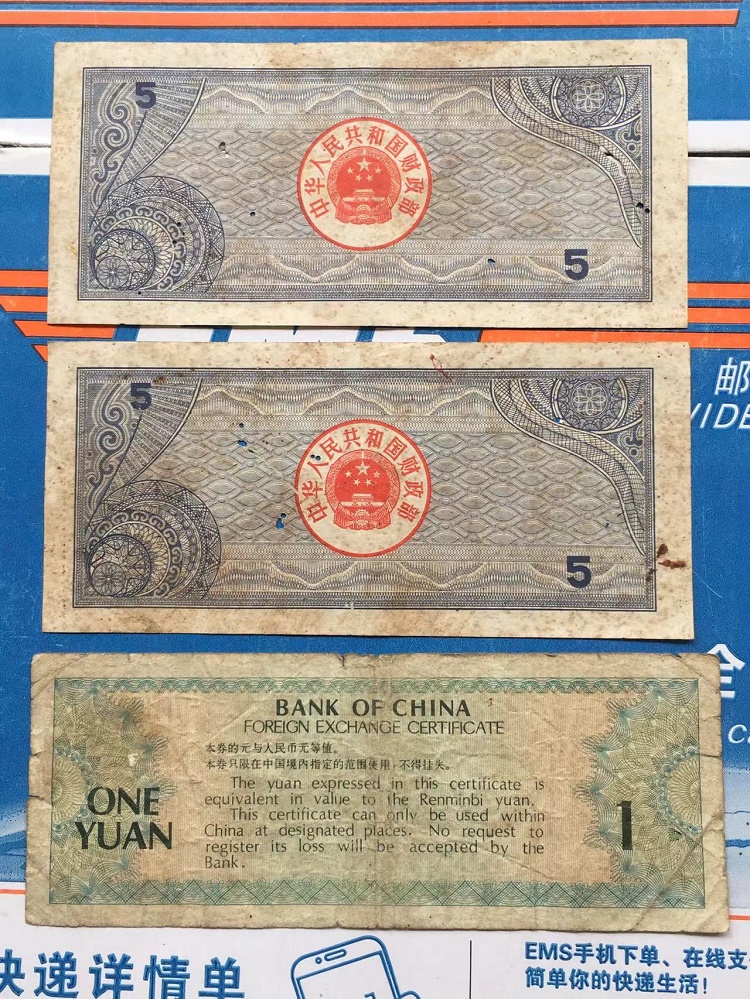 5
中华人民共和国财政部
5
5
中华人民共和国财政部
5
邮
VIDE
BANK OF CHINA
FOREIGN EXCHANGE CERTIFICATE
本券的元与人民币元等值。
本券只限在中国境内指定的范围使用,不得挂失。
ONE
YUAN
The yuan expressed in this certificate is
equivalent in value to the Renminbi yuan.
This certificate can only be used within
China at designated places. No request to
register its loss will be accepted by the
Bank.
1
全
快递详情单
EMS手机下单、在线支
简单你的快递生活!